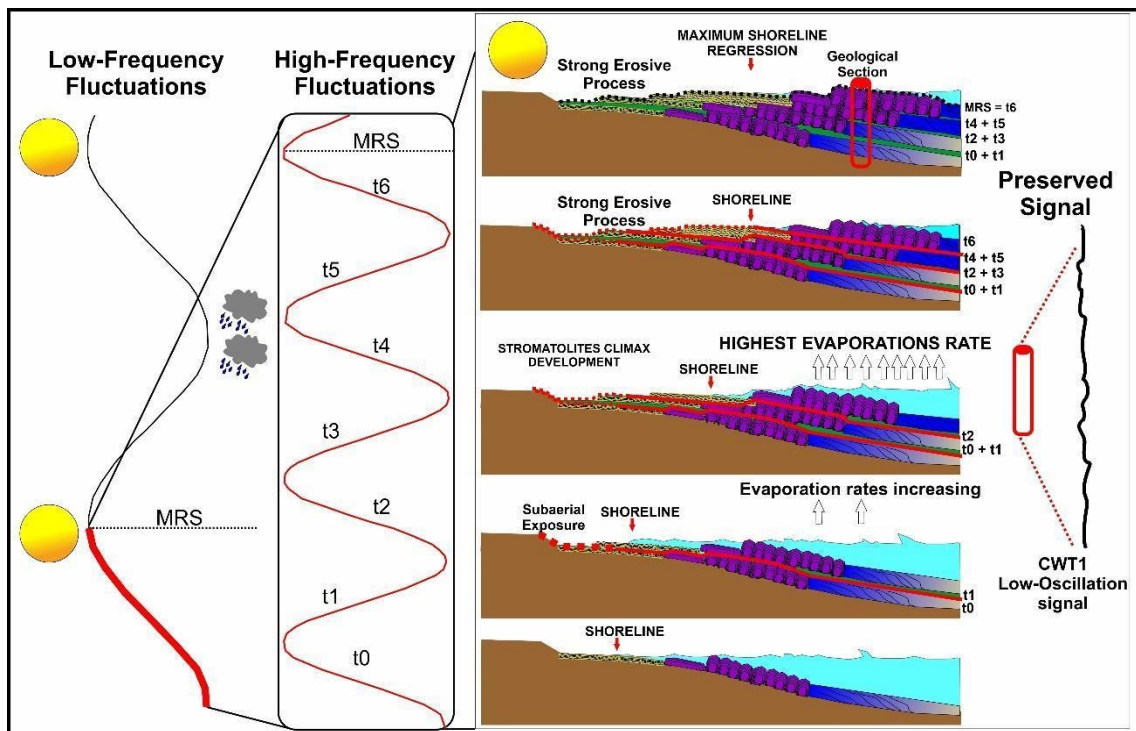 Low-Frequency
Fluctuations
High-Frequency
Fluctuations
MRS
t6
t5
t4
t3
t2
t1
t0
MRS
MAXIMUM SHORELINE
REGRESSION
Strong Erosive
Process
Geological
Section
MRS = t6
t4 + t5
t2 + t3
t0 + t1
Strong Erosive
Process
SHORELINE
t6
t4 + t5
t2 + t3
t0 + t1
STROMATOLITES CLIMAX
DEVELOPMENT
HIGHEST EVAPORATIONS RATE
SHORELINE
t2
t0 + t1
Evaporation rates increasing
Subaerial
Exposure
SHORELINE
t1
t0
SHORELINE
Preserved
Signal
CWT1
Low-Oscillation
signal